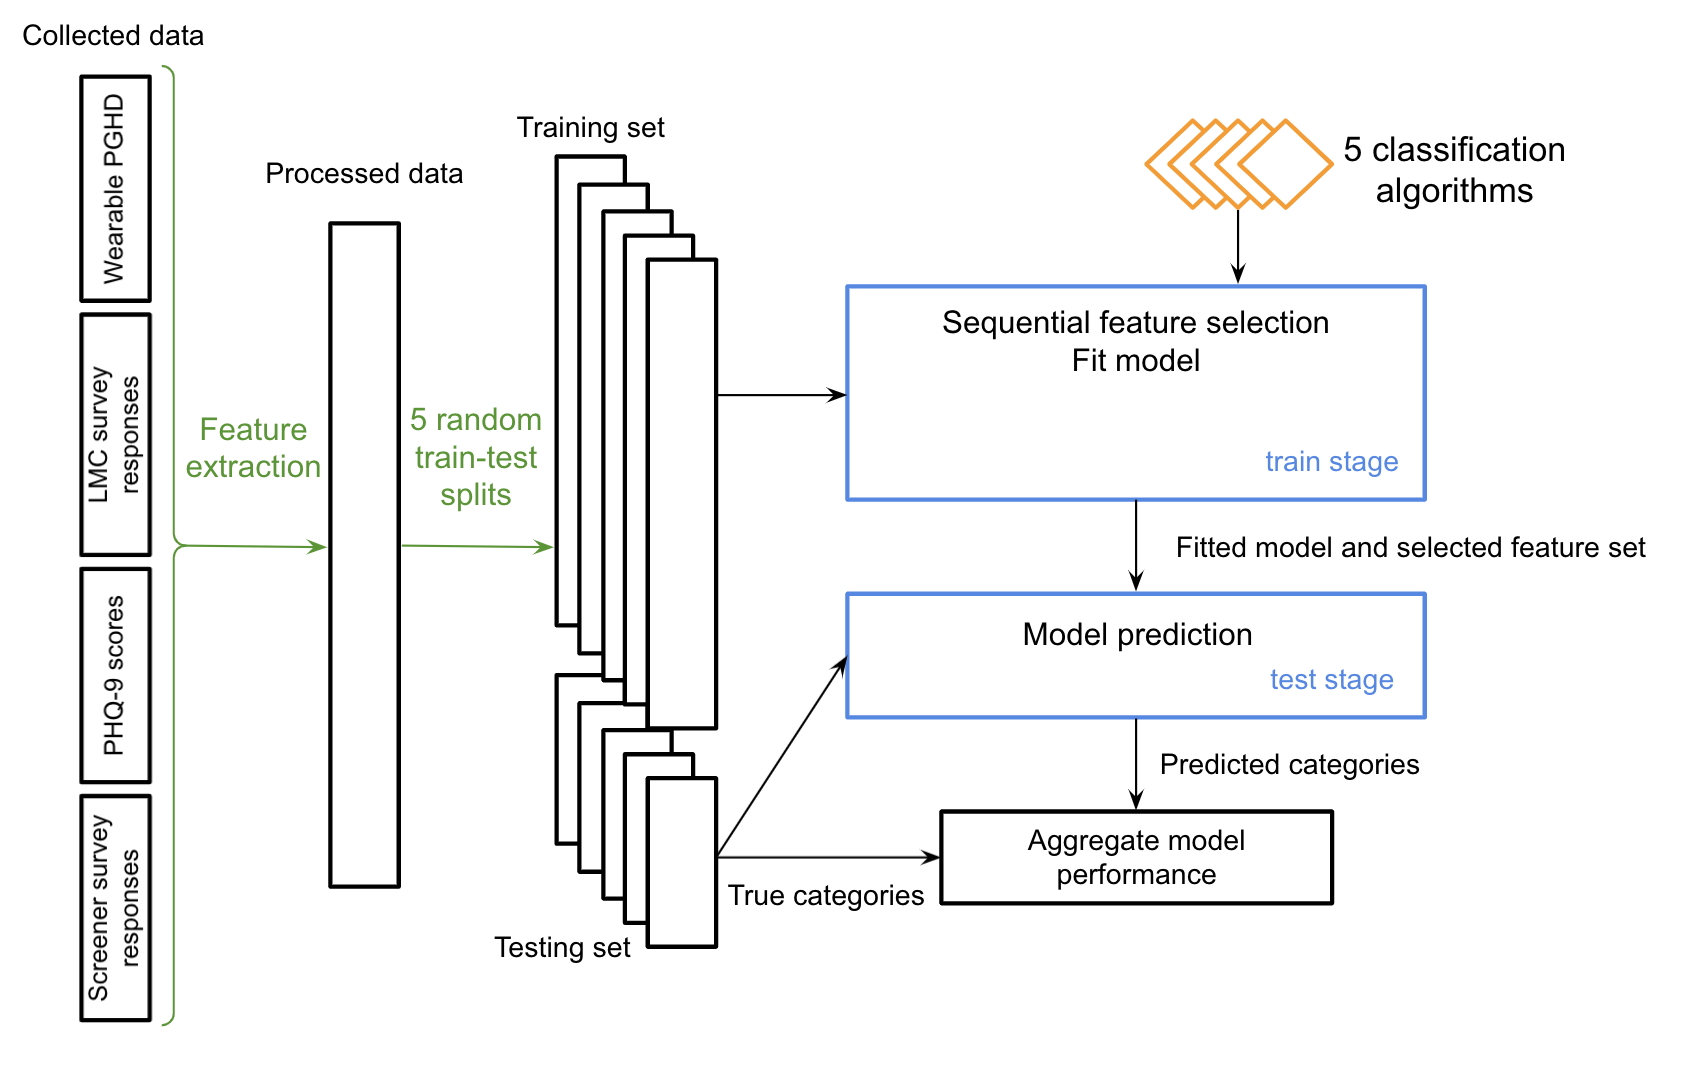 Collected data
Wearable PGHD
LMC survey
responses
PHQ-9 scores
Screener survey
responses
Feature
extraction
Processed data
5 random
train-test
splits
Training set
Testing set
5 classification
algorithms
Sequential feature selection
Fit model
train stage
Fitted model and selected feature set
Model prediction
test stage
Predicted categories
True categories
Aggregate model
performance